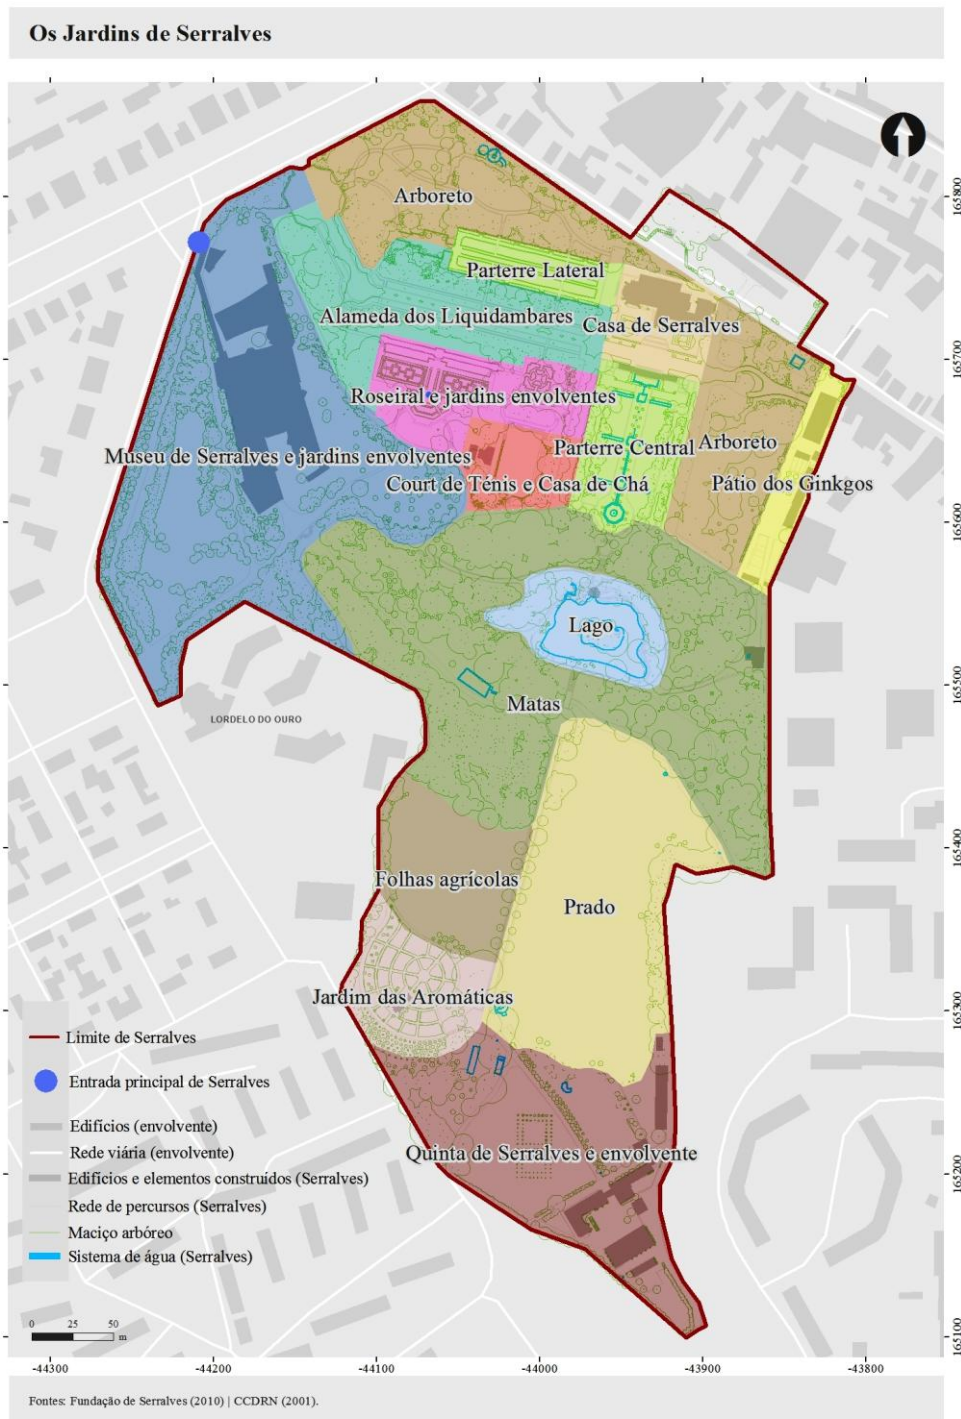 Os Jardins de Serralves
Arboreto
Parterre Lateral
Alameda dos Liquidambares
Casa de Serralves
Roseiral e jardins envolventes
Museu de Serralves e jardins envolventes
Parterre Central
Arboreto
Court de Ténis e Casa de Chá
Pátio dos Ginkgos
Lago
Matas
LORDELO DO OURO
Folhas agrícolas
Prado
Jardim das Aromáticas
Quinta de Serralves e envolvente
Limite de Serralves
Entrada principal de Serralves
Edifícios (envolvente)
Rede viária (envolvente)
Edifícios e elementos construídos (Serralves)
Rede de percursos (Serralves)
Maciço arbóreo
Sistema de água (Serralves)
0 25 50
m
165800
165700
165600
165500
165400
165300
165200
165100
-44300 -44200 -44100 -44000 -43900 -43800
Fontes: Fundação de Serralves (2010) | CCDRN (2001).